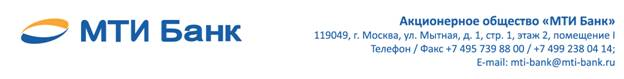 МТИ Банк
Акционерное общество «МТИ Банк»
119049, г. Москва, ул. Мытная, д. 1, стр. 1, этаж 2, помещение I
Телефон / Факс +7 495 739 88 00 / +7 499 238 04 14;
E-mail: mti-bank@mti-bank.ru